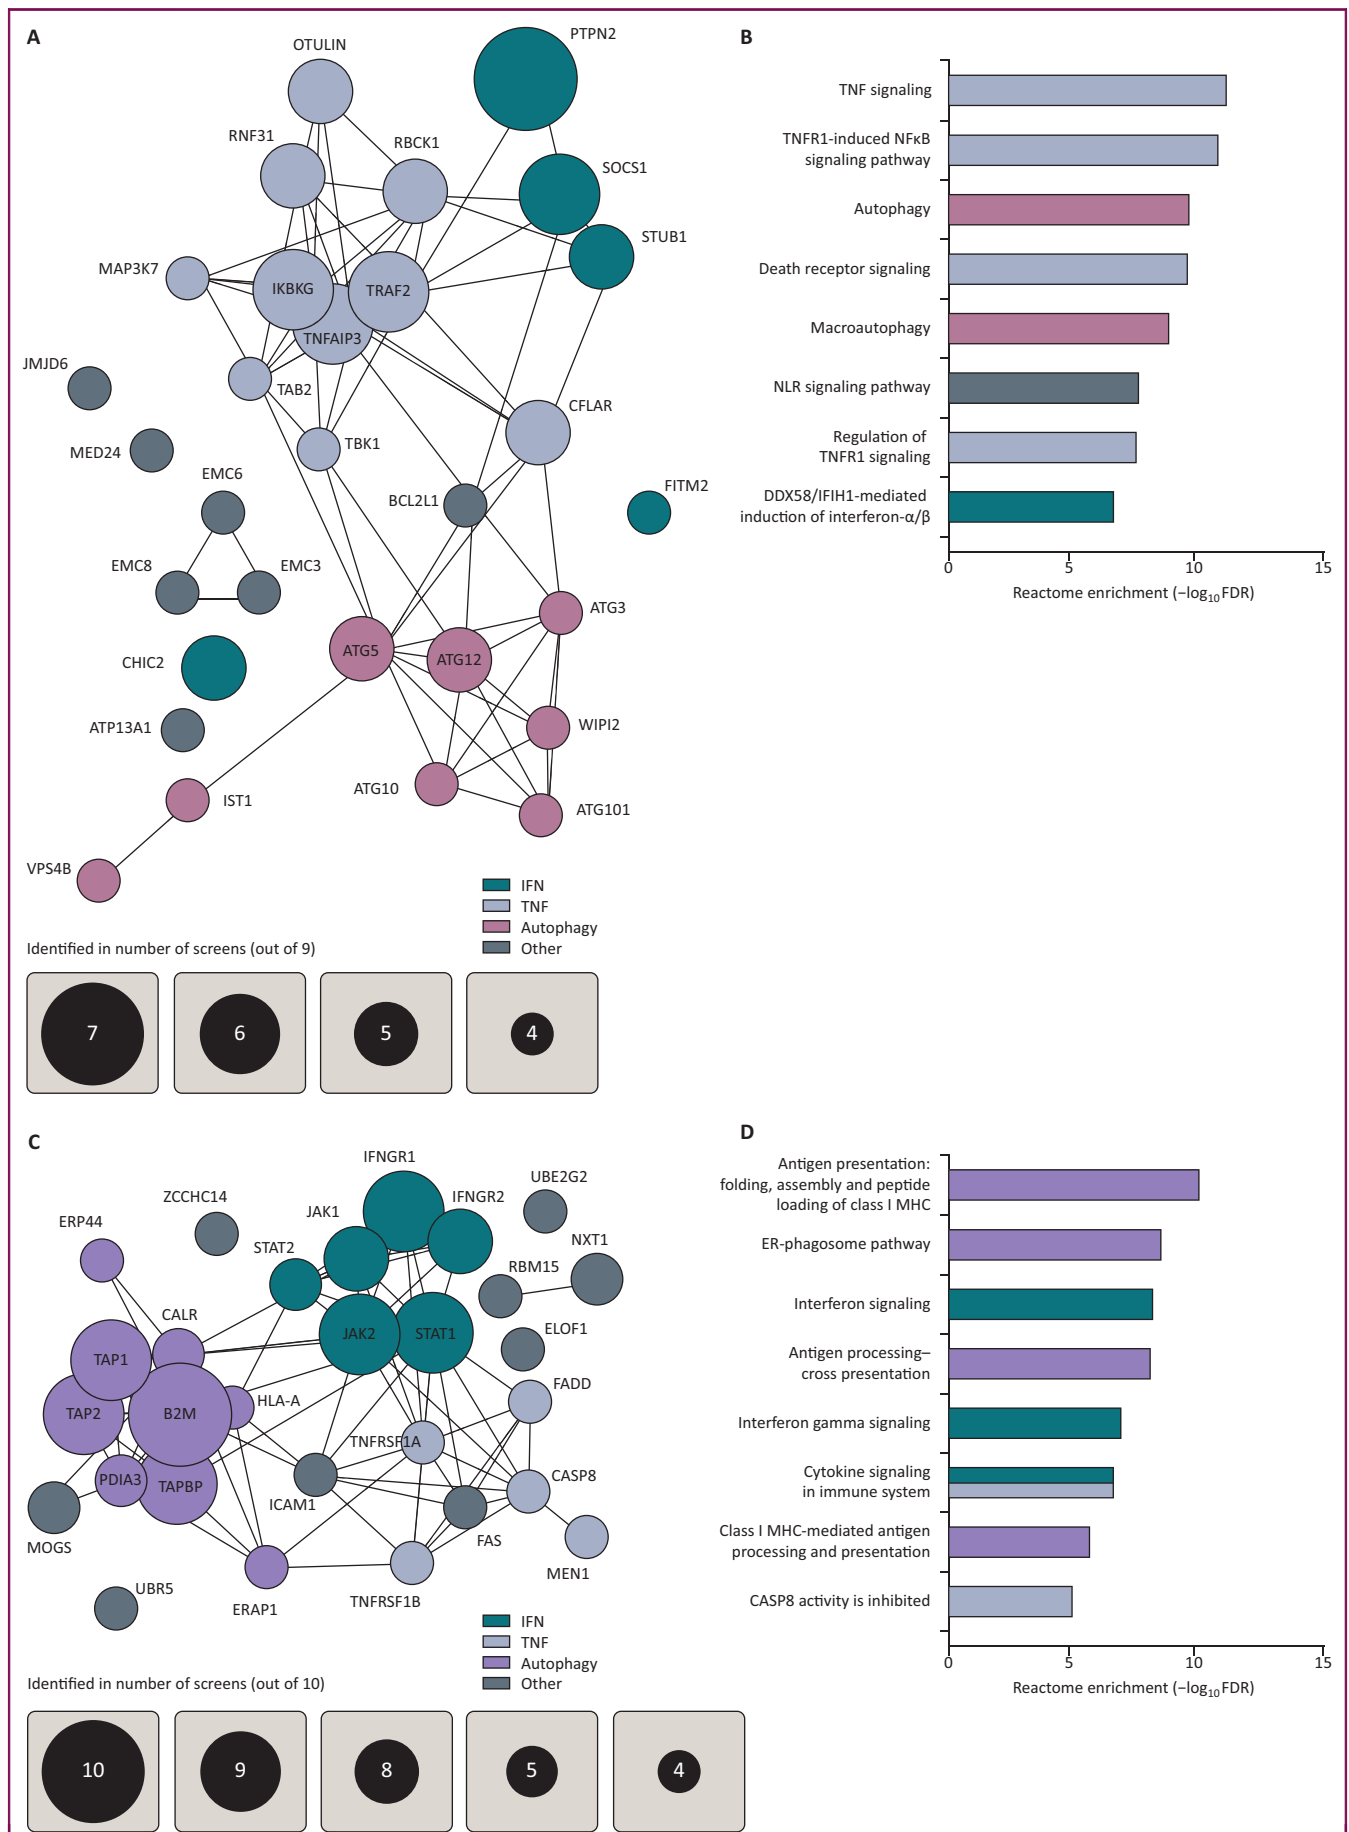 A
OTULIN
PTPN2
RNF31
RBCK1
SOCS1
STUB1
MAP3K7
IKBKG
TRAF2
TNFAIP3
JMJD6
TAB2
CFLAR
MED24
TBK1
EMC6
BCL2L1
FITM2
EMC8
EMC3
ATG3
CHIC2
ATG5
ATG12
ATP13A1
WIPI2
ATG10
IST1
ATG101
VPS4B
IFN
TNF
Autophagy
Other
Identified in number of screens (out of 9)
7
6
5
4
B
TNF signaling
TNFR1-induced NFκB
signaling pathway
Autophagy
Death receptor signaling
Macroautophagy
NLR signaling pathway
Regulation of
TNFR1 signaling
DDX58/IFIH1-mediated
induction of interferon-α/β
0 5 10 15
Reactome enrichment (−log₁₀FDR)
C
IFNGR1
UBE2G2
ZCCHC14
IFNGR2
JAK1
ERP44
STAT2
NXT1
RBM15
CALR
JAK2
STAT1
ELOF1
TAP1
FADD
HLA-A
TAP2
B2M
TNFRSF1A
PDIA3
TAPBP
CASP8
ICAM1
FAS
MOGS
MEN1
UBR5
ERAP1
TNFRSF1B
IFN
TNF
Autophagy
Other
Identified in number of screens (out of 10)
10
9
8
5
4
D
Antigen presentation:
folding, assembly and peptide
loading of class I MHC
ER-phagosome pathway
Interferon signaling
Antigen processing–
cross presentation
Interferon gamma signaling
Cytokine signaling
in immune system
Class I MHC-mediated antigen
processing and presentation
CASP8 activity is inhibited
0 5 10 15
Reactome enrichment (−log₁₀FDR)